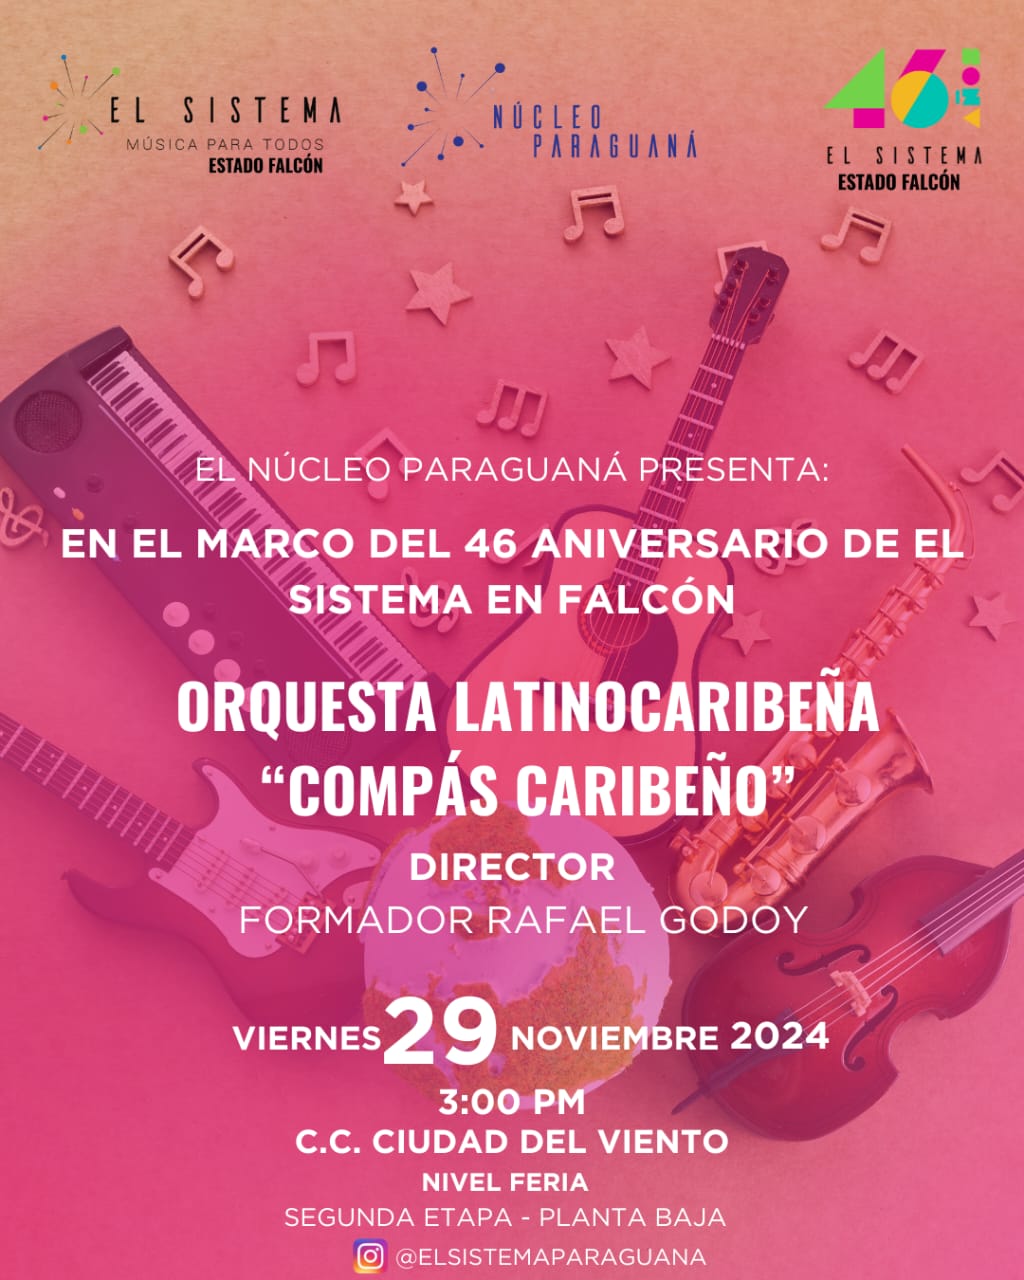 EL SISTEMA
MÚSICA PARA TODOS
ESTADO FALCÓN
NÚCLEO
PARAGUANÁ
46
AÑOS
EL SISTEMA
ESTADO FALCÓN
EL NÚCLEO PARAGUANÁ PRESENTA:
EN EL MARCO DEL 46 ANIVERSARIO DE EL
SISTEMA EN FALCÓN
ORQUESTA LATINOCARIBEÑA
“COMPÁS CARIBEÑO”
DIRECTOR
FORMADOR RAFAEL GODOY
VIERNES 29 NOVIEMBRE 2024
3:00 PM
C.C. CIUDAD DEL VIENTO
NIVEL FERIA
SEGUNDA ETAPA - PLANTA BAJA
@ELSISTEMAPARAGUANA